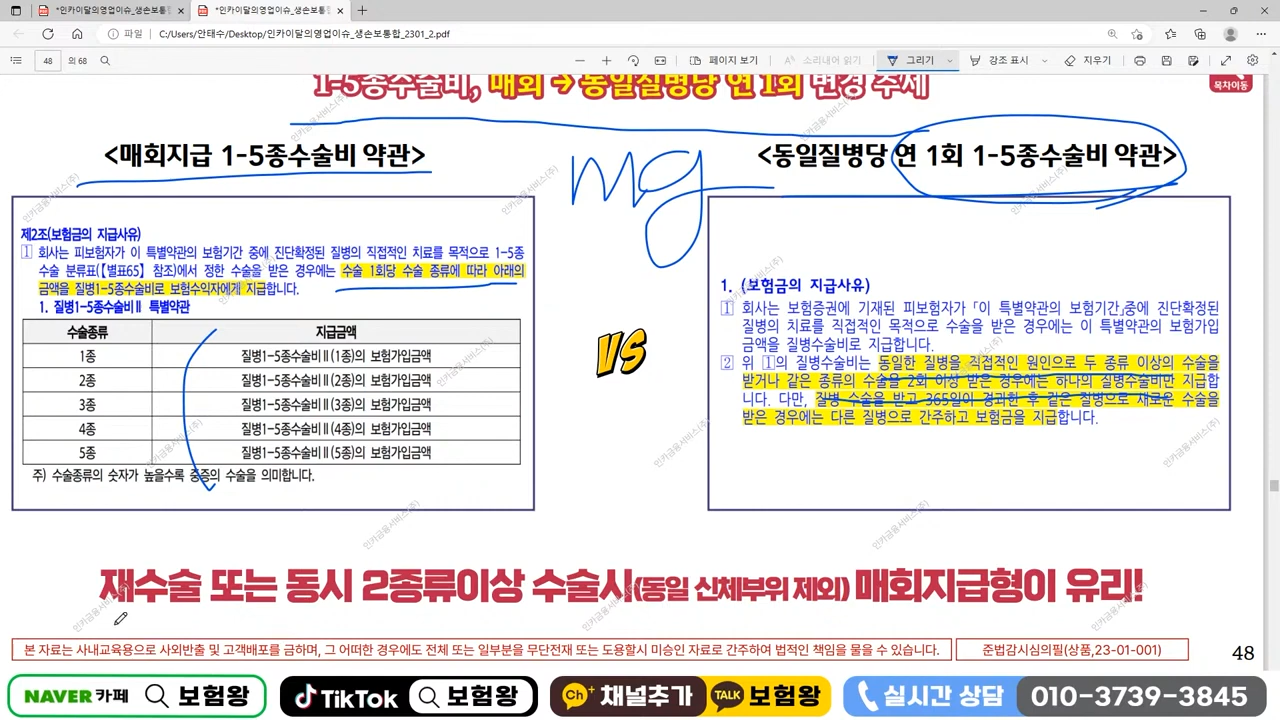 *인카이달의영업이슈_생손보통합
*인카이달의영업이슈_생손보통합
파일 C:/Users/안태수/Desktop/인카이달의영업이슈_생손보통합_2301_2.pdf
48 의 68 페이지 보기 소리내어 읽기 그리기 강조 표시 지우기
1-5종수술비, 매회 → 동일질병당 연 1회 변경 추세
목차이동
<매회지급 1-5종수술비 약관>
mg
<동일질병당 연 1회 1-5종수술비 약관>
제2조(보험금의 지급사유)
1 회사는 피보험자가 이 특별약관의 보험기간 중에 진단확정된 질병의 직접적인 치료를 목적으로 1-5종
수술 분류표(【별표65】 참조)에서 정한 수술을 받은 경우에는 수술 1회당 수술 종류에 따라 아래의
금액을 질병1-5종수술비로 보험수익자에게 지급합니다.
1. 질병1-5종수술비Ⅱ 특별약관
수술종류 지급금액
1종 질병1-5종수술비Ⅱ(1종)의 보험가입금액
2종 질병1-5종수술비Ⅱ(2종)의 보험가입금액
3종 질병1-5종수술비Ⅱ(3종)의 보험가입금액
4종 질병1-5종수술비Ⅱ(4종)의 보험가입금액
5종 질병1-5종수술비Ⅱ(5종)의 보험가입금액
주) 수술종류의 숫자가 높을수록 중증의 수술을 의미합니다.
VS
1. (보험금의 지급사유)
1 회사는 보험증권에 기재된 피보험자가 「이 특별약관의 보험기간」중에 진단확정된
질병의 치료를 직접적인 목적으로 수술을 받은 경우에는 이 특별약관의 보험가입
금액을 질병수술비로 지급합니다.
2 위 1의 질병수술비는 동일한 질병을 직접적인 원인으로 두 종류 이상의 수술을
받거나 같은 종류의 수술을 2회 이상 받은 경우에는 하나의 질병수술비만 지급합
니다. 다만, 질병 수술을 받고 365일이 경과한 후 같은 질병으로 새로운 수술을
받은 경우에는 다른 질병으로 간주하고 보험금을 지급합니다.
재수술 또는 동시 2종류이상 수술시(동일 신체부위 제외) 매회지급형이 유리!
본 자료는 사내교육용으로 사외반출 및 고객배포를 금하며, 그 어떠한 경우에도 전체 또는 일부분을 무단전재 또는 도용할시 미승인 자료로 간주하여 법적인 책임을 물을 수 있습니다.
준법감시심의필(상품,23-01-001)
48
인카금융서비스(주)
NAVER 카페 보험왕
TikTok 보험왕
Ch+ 채널추가 TALK 보험왕
실시간 상담 010-3739-3845